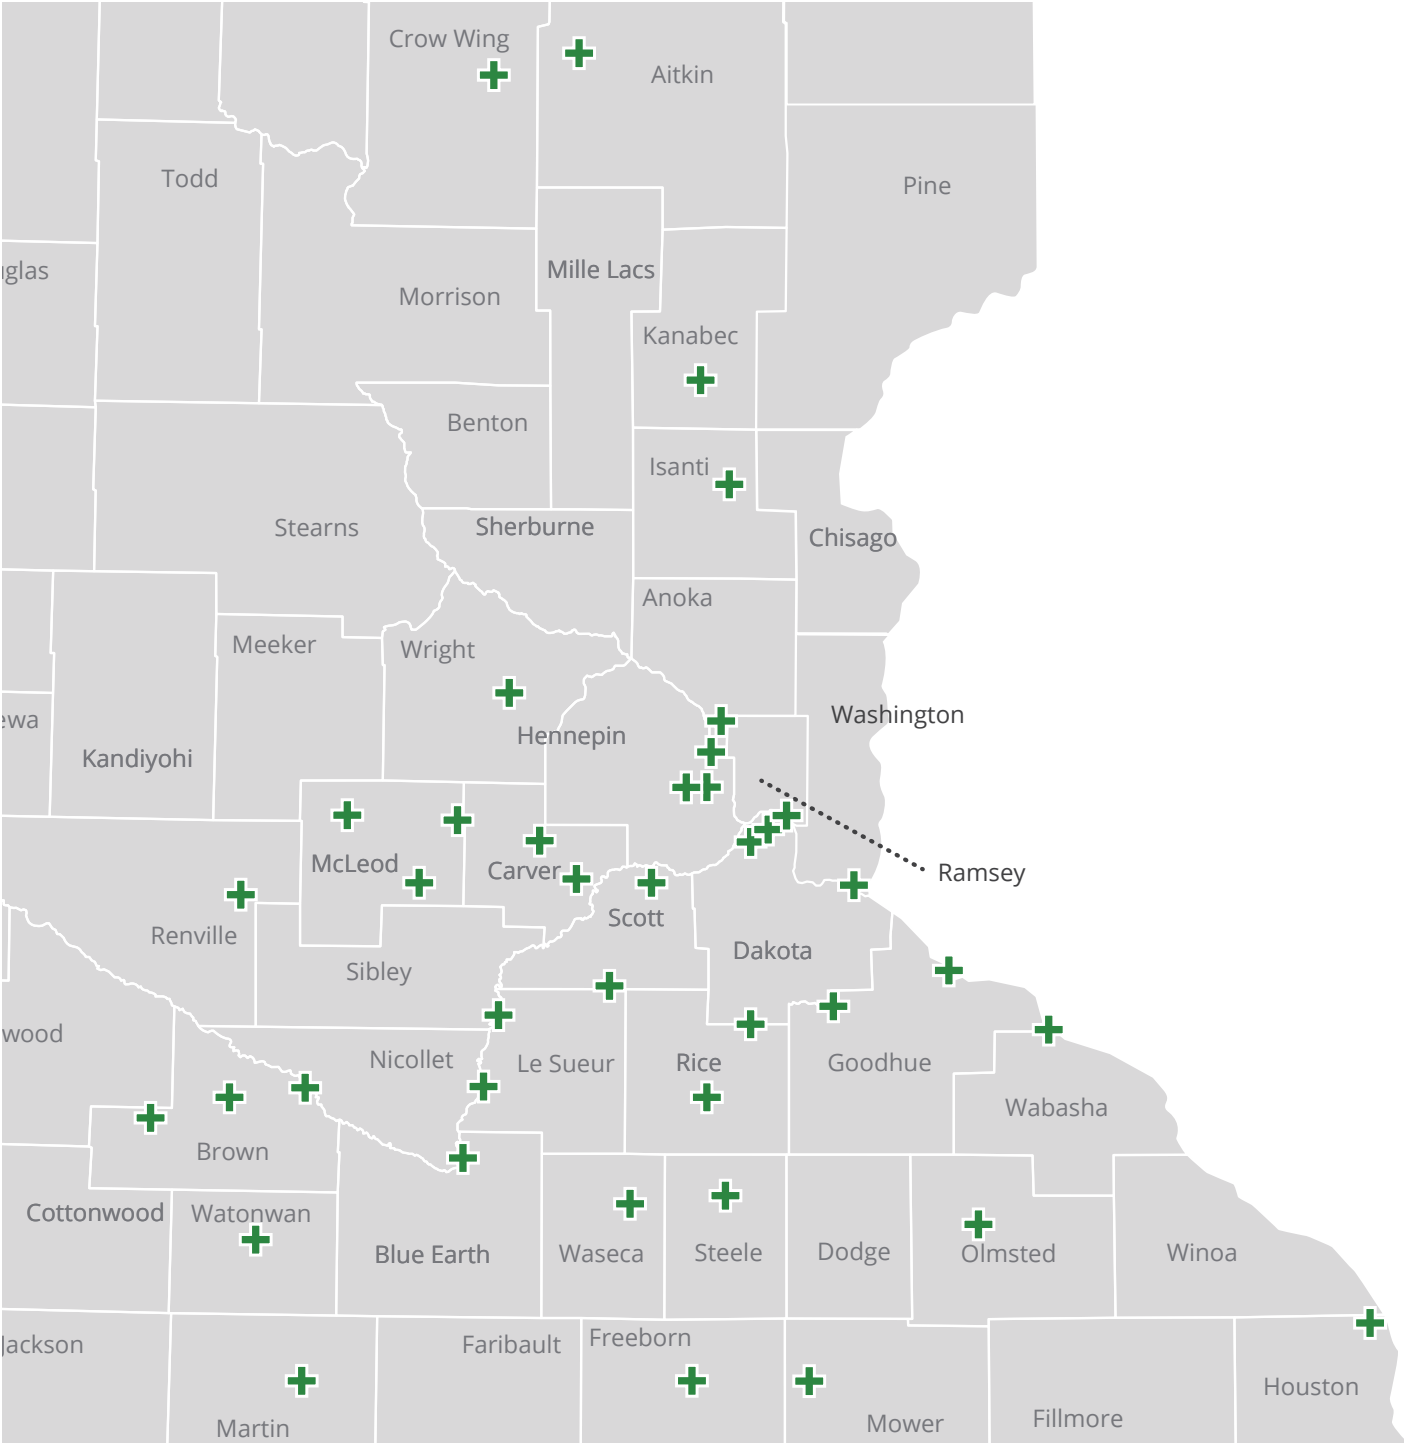 Crow Wing
Aitkin
Todd
Pine
Mille Lacs
Morrison
Kanabec
Benton
Isanti
Stearns
Sherburne
Chisago
Anoka
Meeker
Wright
Washington
Hennepin
Kandiyohi
McLeod
Carver
Ramsey
Scott
Renville
Dakota
Sibley
Nicollet
Le Sueur
Rice
Goodhue
Wabasha
Brown
Cottonwood
Watonwan
Blue Earth
Waseca
Steele
Dodge
Olmsted
Winoa
Jackson
Faribault
Freeborn
Houston
Martin
Mower
Fillmore
glas
ewa
wood